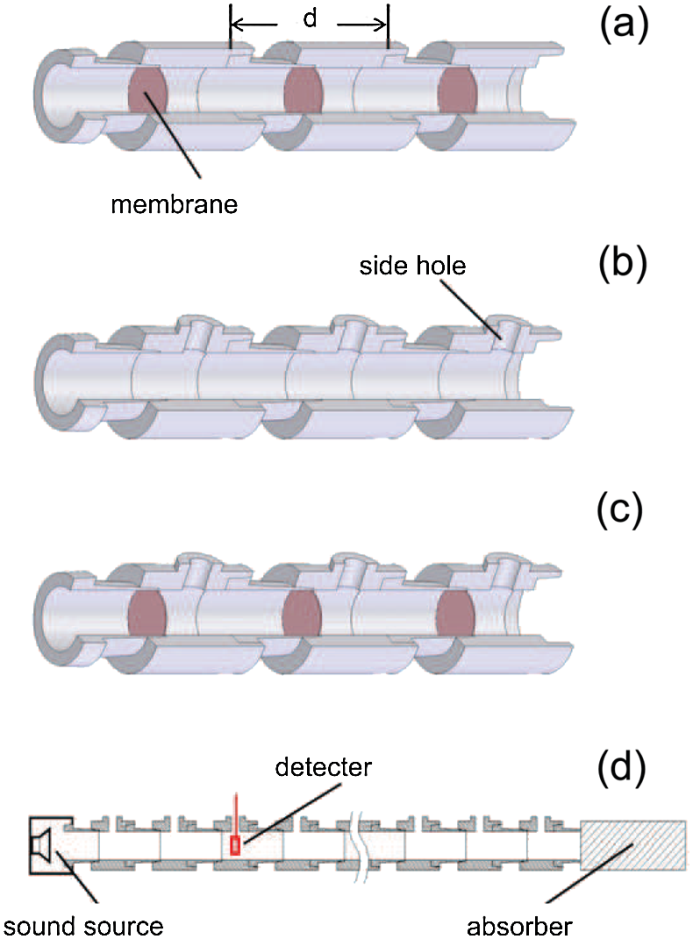 d
(a)
membrane
(b)
side hole
(c)
(d)
detecter
sound source
absorber